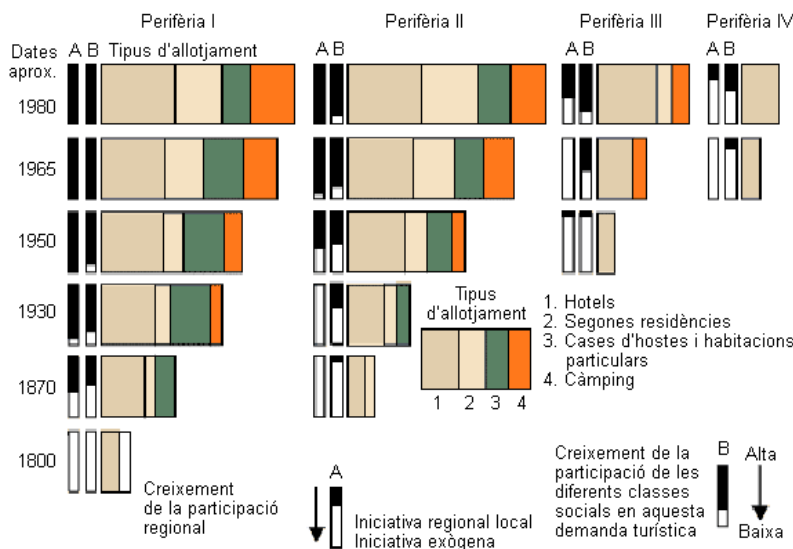 Perifèria I
Perifèria II
Perifèria III
Perifèria IV
Dates
aprox.
A B Tipus d'allotjament
A B
A B
A B
1980
1965
1950
1930
1870
1800
Tipus
d'allotjament
1 2 3 4
1. Hotels
2. Segones residències
3. Cases d'hostes i habitacions
particulars
4. Càmping
Creixement
de la participació
regional
A
Iniciativa regional local
Iniciativa exògena
Creixement de la
participació de les
diferents classes
socials en aquesta
demanda turística
B
Alta
Baixa